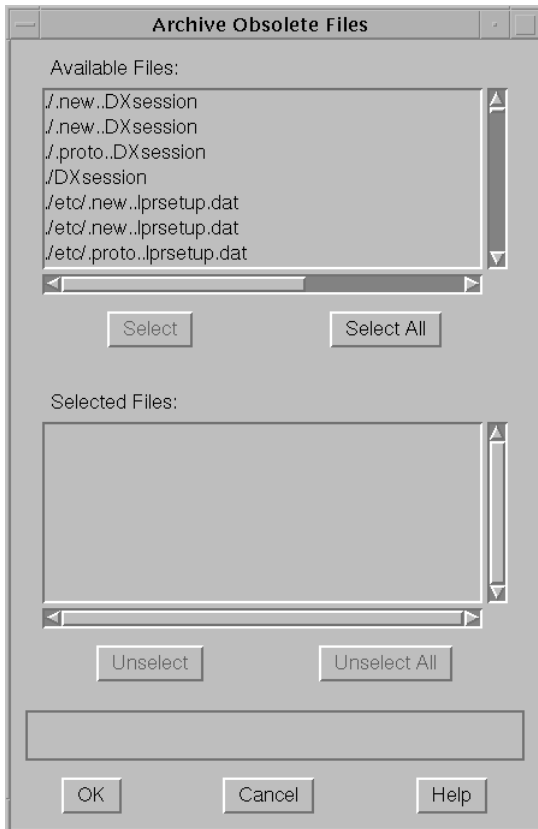 Archive Obsolete Files
Available Files:
./.new..DXsession
./.new..DXsession
./.proto..DXsession
./DXsession
./etc/.new..lprsetup.dat
./etc/.new..lprsetup.dat
./etc/.proto..lprsetup.dat
Select Select All
Selected Files:
Unselect Unselect All
OK Cancel Help